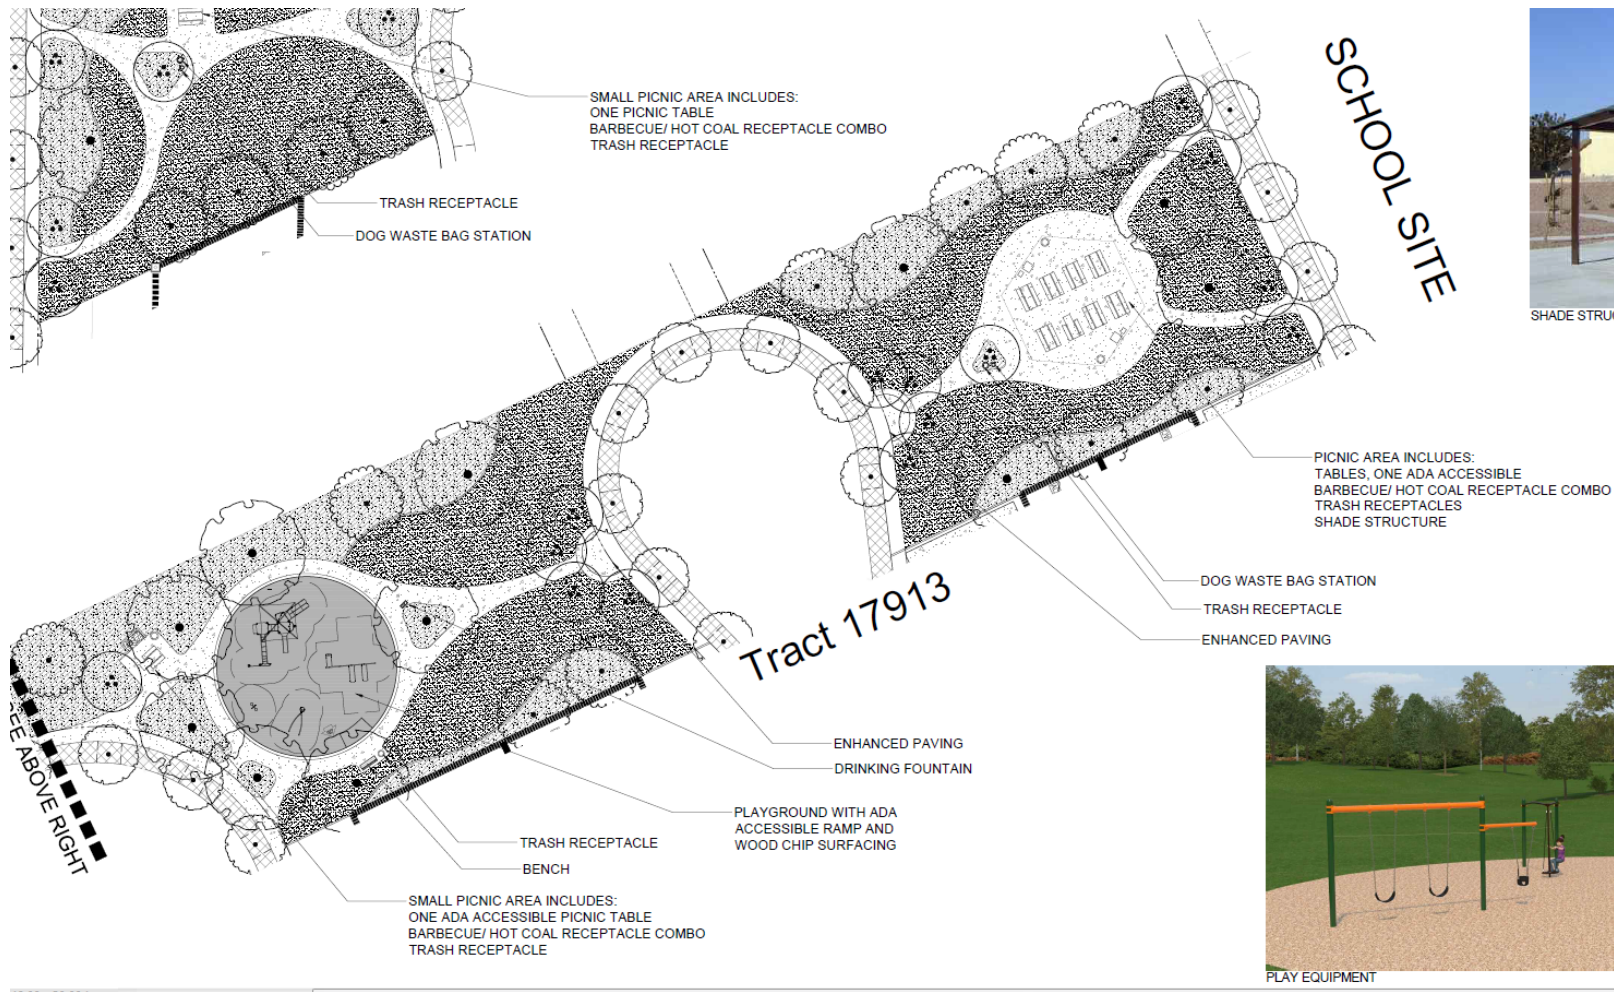 SMALL PICNIC AREA INCLUDES:
ONE PICNIC TABLE
BARBECUE/ HOT COAL RECEPTACLE COMBO
TRASH RECEPTACLE
TRASH RECEPTACLE
DOG WASTE BAG STATION
SCHOOL SITE
SHADE STRU
PICNIC AREA INCLUDES:
TABLES, ONE ADA ACCESSIBLE
BARBECUE/ HOT COAL RECEPTACLE COMBO
TRASH RECEPTACLES
SHADE STRUCTURE
DOG WASTE BAG STATION
TRASH RECEPTACLE
ENHANCED PAVING
Tract 17913
SEE ABOVE RIGHT
ENHANCED PAVING
DRINKING FOUNTAIN
PLAYGROUND WITH ADA
ACCESSIBLE RAMP AND
WOOD CHIP SURFACING
TRASH RECEPTACLE
BENCH
SMALL PICNIC AREA INCLUDES:
ONE ADA ACCESSIBLE PICNIC TABLE
BARBECUE/ HOT COAL RECEPTACLE COMBO
TRASH RECEPTACLE
PLAY EQUIPMENT